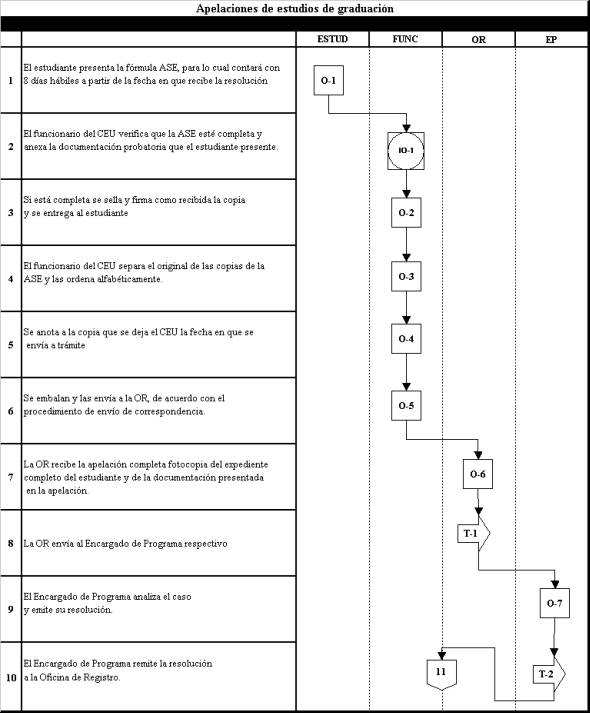 Apelaciones de estudios de graduación
ESTUD FUNC OR EP
1 El estudiante presenta la fórmula ASE, para lo cual contará con
8 días hábiles a partir de la fecha en que recibe la resolución
O-1
2 El funcionario del CEU verifica que la ASE esté completa y
anexa la documentación probatoria que el estudiante presente.
IO-1
3 Si está completa se sella y firma como recibida la copia
y se entrega al estudiante
O-2
4 El funcionario del CEU separa el original de las copias de la
ASE y las ordena alfabéticamente.
O-3
5 Se anota a la copia que se deja el CEU la fecha en que se
envía a trámite
O-4
6 Se embalan y las envía a la OR, de acuerdo con el
procedimiento de envío de correspondencia.
O-5
7 La OR recibe la apelación completa fotocopia del expediente
completo del estudiante y de la documentación presentada
en la apelación.
O-6
8 La OR envía al Encargado de Programa respectivo
T-1
9 El Encargado de Programa analiza el caso
y emite su resolución.
O-7
10 El Encargado de Programa remite la resolución
a la Oficina de Registro.
11
T-2